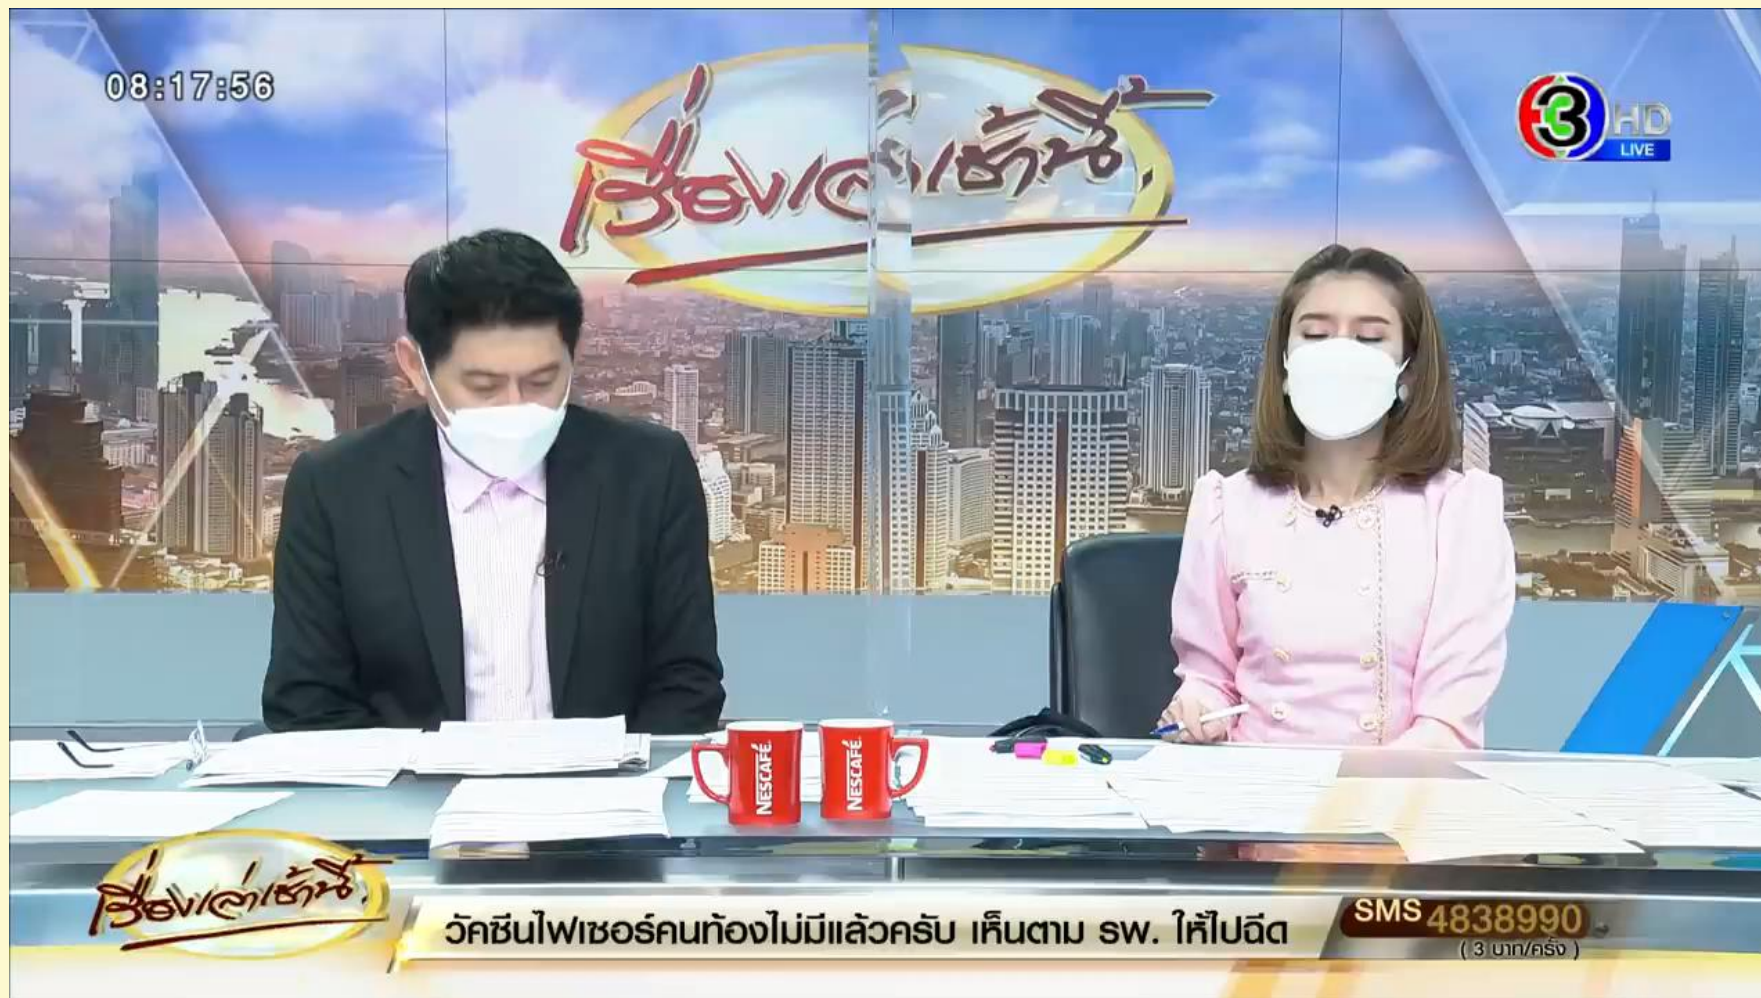 08:17:56
เรื่องเล่าเช้านี้
3 HD
LIVE
NESCAFÉ
NESCAFÉ
เรื่องเล่าเช้านี้
วัคซีนไฟเซอร์คนท้องไม่มีแล้วครับ เห็นตาม รพ. ให้ไปฉีด
SMS 4838990
( 3 บาท/ครั้ง )